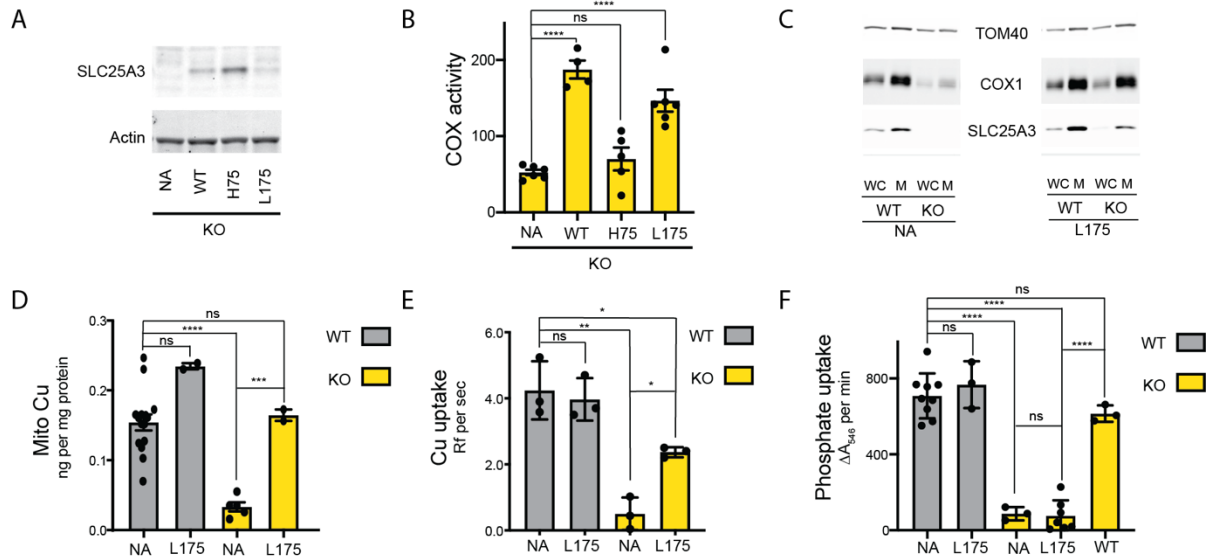 A
SLC25A3
Actin
NA WT H75 L175
KO
B
COX activity
200
100
0
****
ns
****
NA WT H75 L175
KO
C
TOM40
COX1
SLC25A3
WC M WC M WC M WC M
WT KO WT KO
NA L175
D
Mito Cu
ng per mg protein
0.3
0.2
0.1
0.0
ns
****
ns
***
WT
KO
NA L175 NA L175
E
Cu uptake
Rf per sec
6.0
4.0
2.0
0.0
*
**
ns
*
WT
KO
NA L175 NA L175
F
Phosphate uptake
ΔA546 per min
800
400
0
ns
****
****
ns
****
ns
WT
KO
NA L175 NA L175 WT